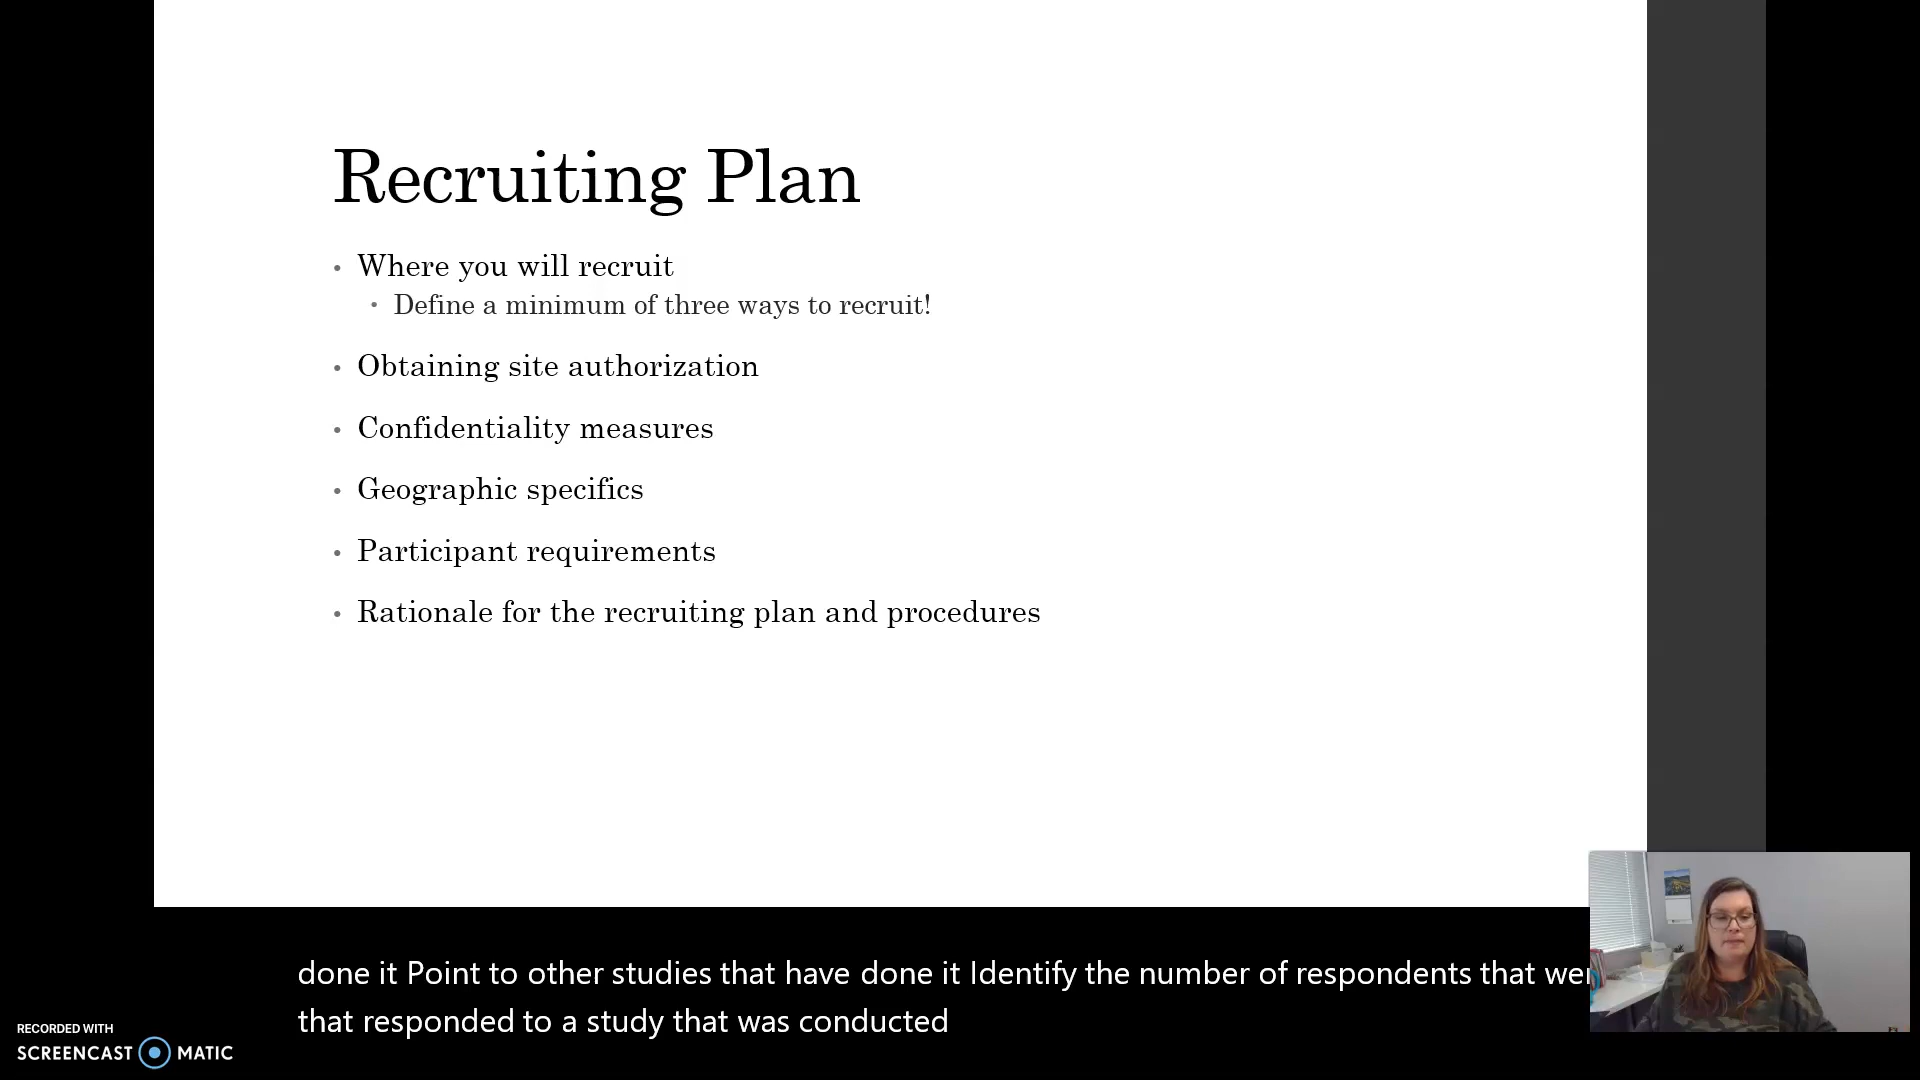 Recruiting Plan
• Where you will recruit
• Define a minimum of three ways to recruit!
• Obtaining site authorization
• Confidentiality measures
• Geographic specifics
• Participant requirements
• Rationale for the recruiting plan and procedures
done it Point to other studies that have done it Identify the number of respondents that
that responded to a study that was conducted
RECORDED WITH
SCREENCAST MATIC